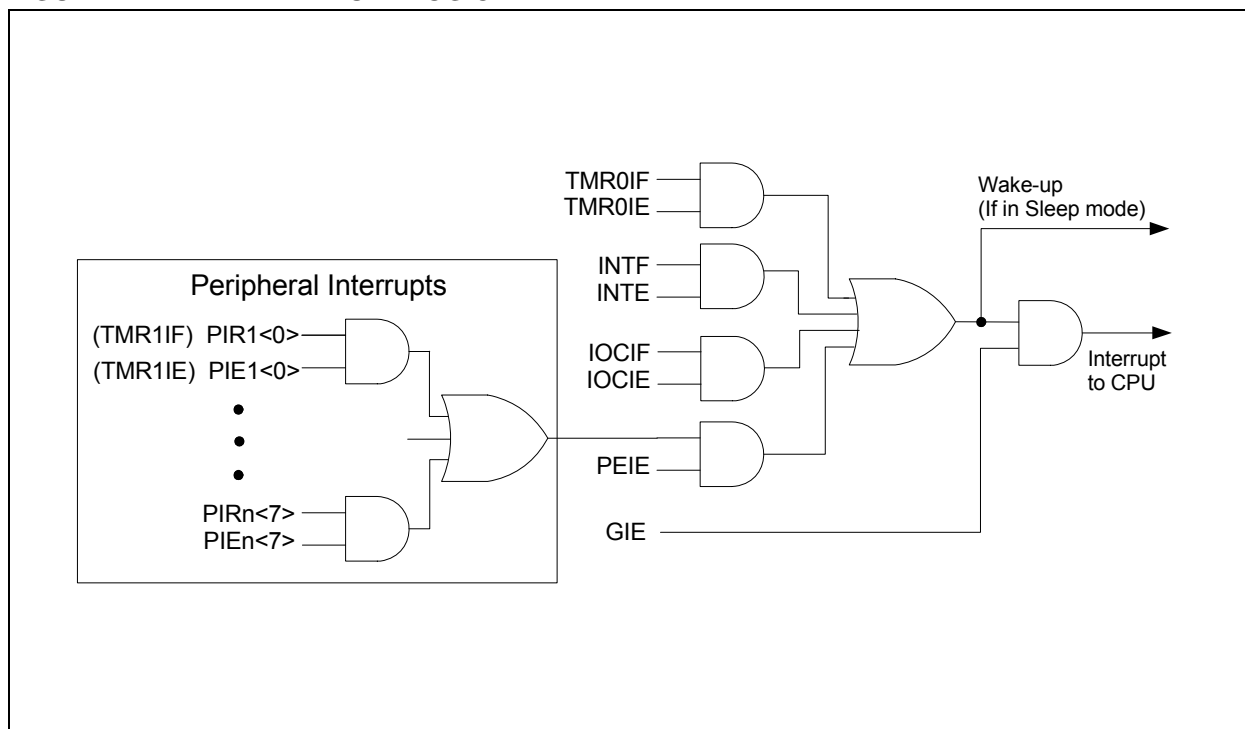 TMR0IF
TMR0IE
Wake-up
(If in Sleep mode)
INTF
INTE
Peripheral Interrupts
(TMR1IF) PIR1<0>
(TMR1IE) PIE1<0>
IOCIF
IOCIE
Interrupt
to CPU
PEIE
PIRn<7>
PIEn<7>
GIE